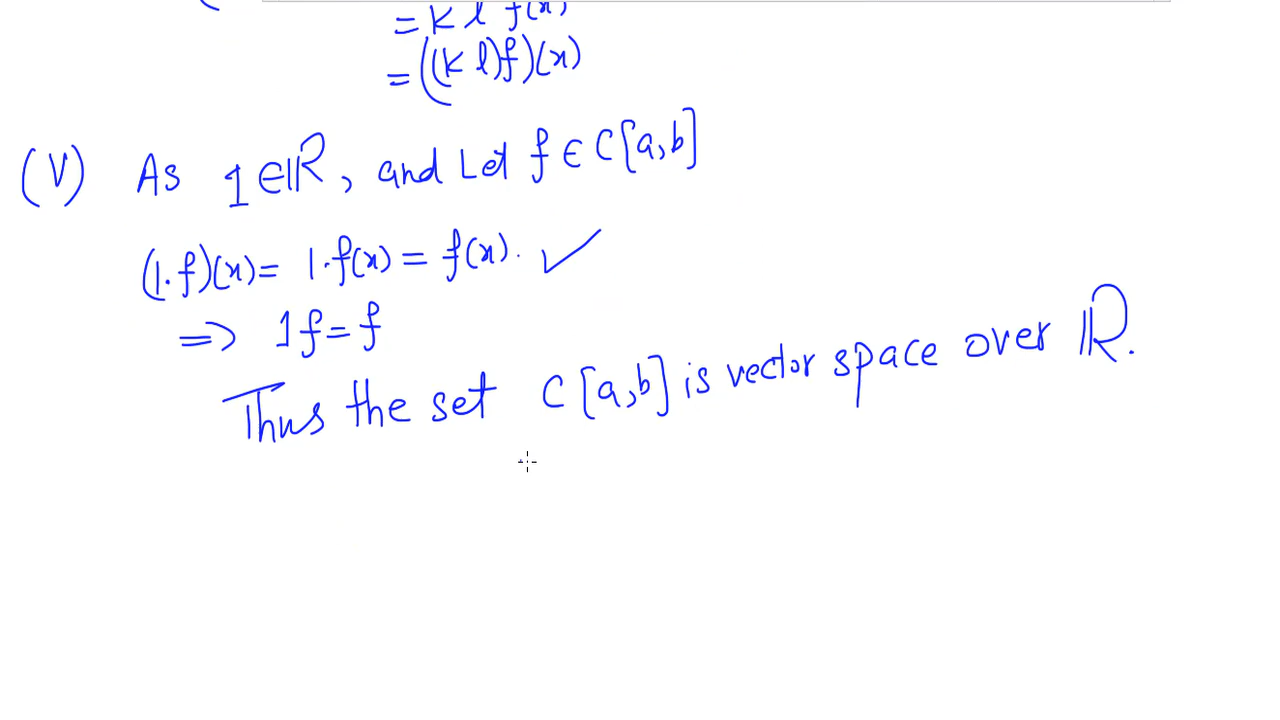 = k l f(x)
= ((k l)f)(x)
(V) As 1 ∈ ℝ, and Let f ∈ C[a,b]
(1.f)(x) = 1.f(x) = f(x). ✓
⇒ 1f = f
Thus the set C[a,b] is vector space over ℝ.